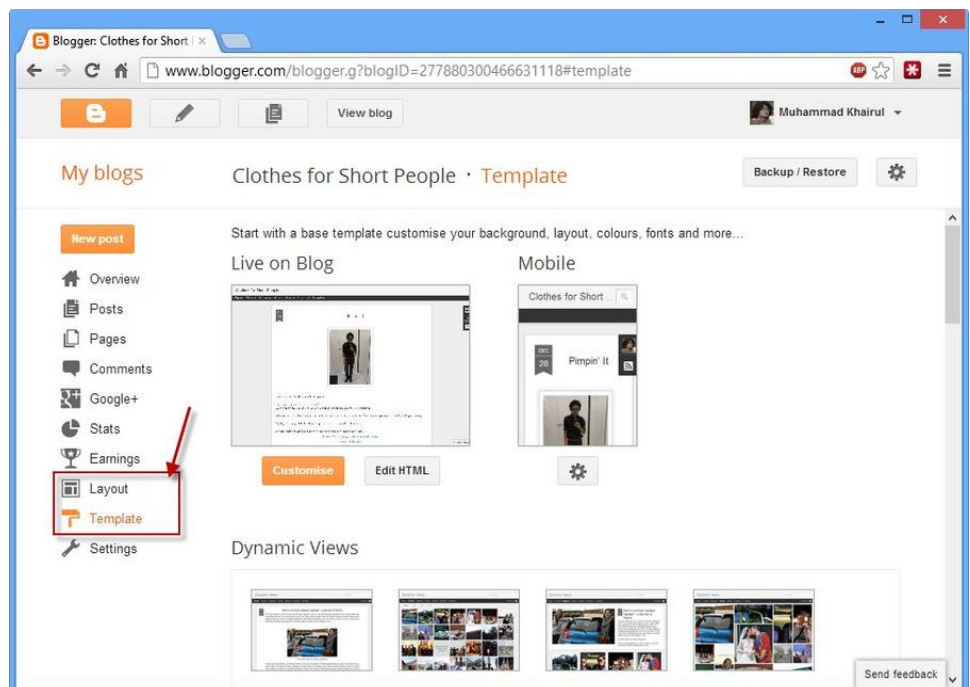 Blogger: Clothes for Short
www.blogger.com/blogger.g?blogID=277880300466631118#template
ABP
View blog
Muhammad Khairul
My blogs
Clothes for Short People · Template
Backup / Restore
New post
Overview
Posts
Pages
Comments
Google+
Stats
Earnings
Layout
Template
Settings
Start with a base template customise your background, layout, colours, fonts and more...
Live on Blog
Mobile
Clothes for Short ...
DEC
28
Pimpin' It
Customise
Edit HTML
Dynamic Views
Send feedback